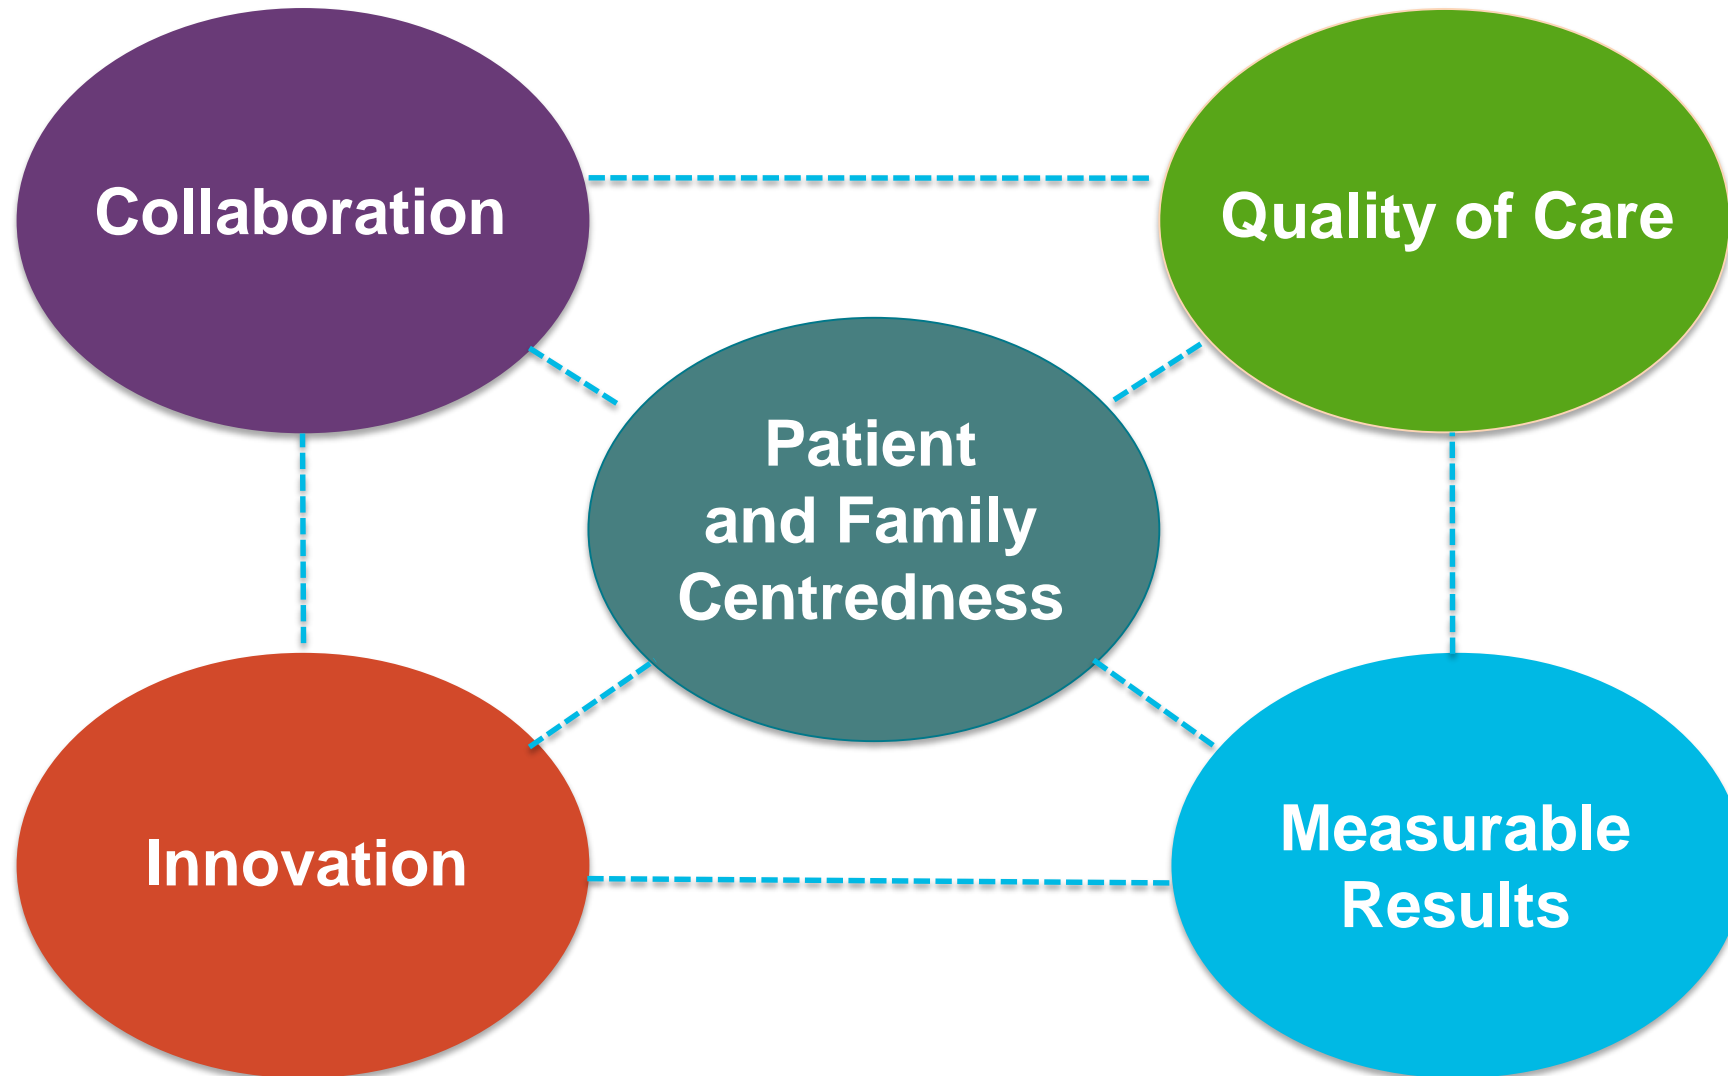 Collaboration
Quality of Care
Patient
and Family
Centredness
Innovation
Measurable
Results